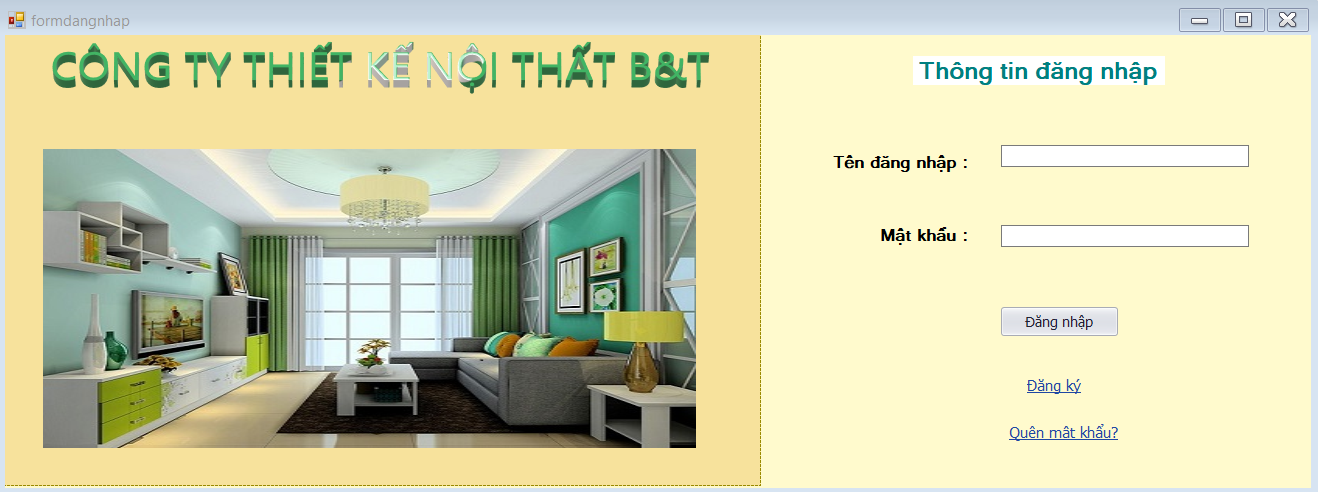 formdangnhap
CÔNG TY THIẾT KẾ NỘI THẤT B&T
Thông tin đăng nhập
Tên đăng nhập :
Mật khẩu :
Đăng nhập
Đăng ký
Quên mât khẩu?